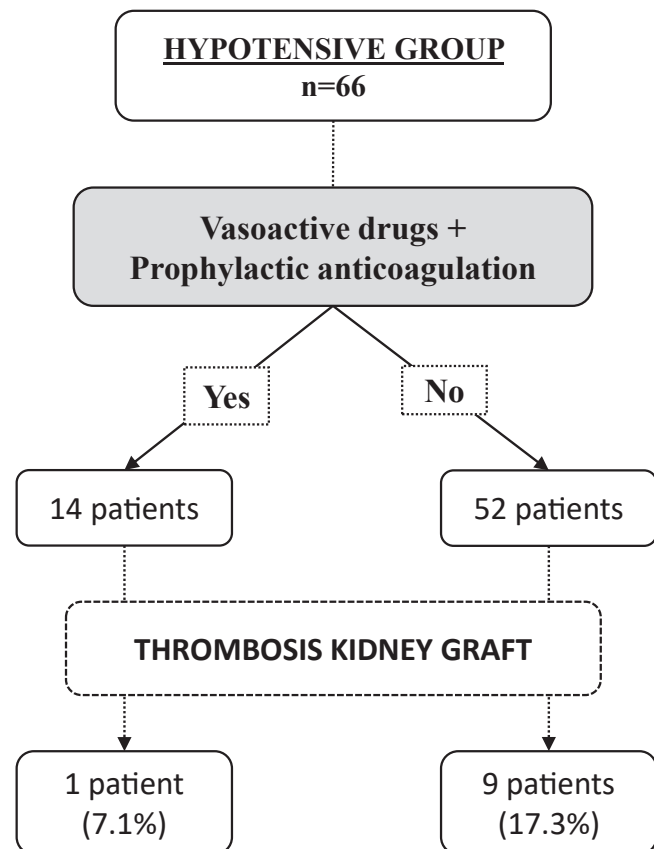 HYPOTENSIVE GROUP
n=66
Vasoactive drugs +
Prophylactic anticoagulation
Yes
No
14 patients
52 patients
THROMBOSIS KIDNEY GRAFT
1 patient
(7.1%)
9 patients
(17.3%)